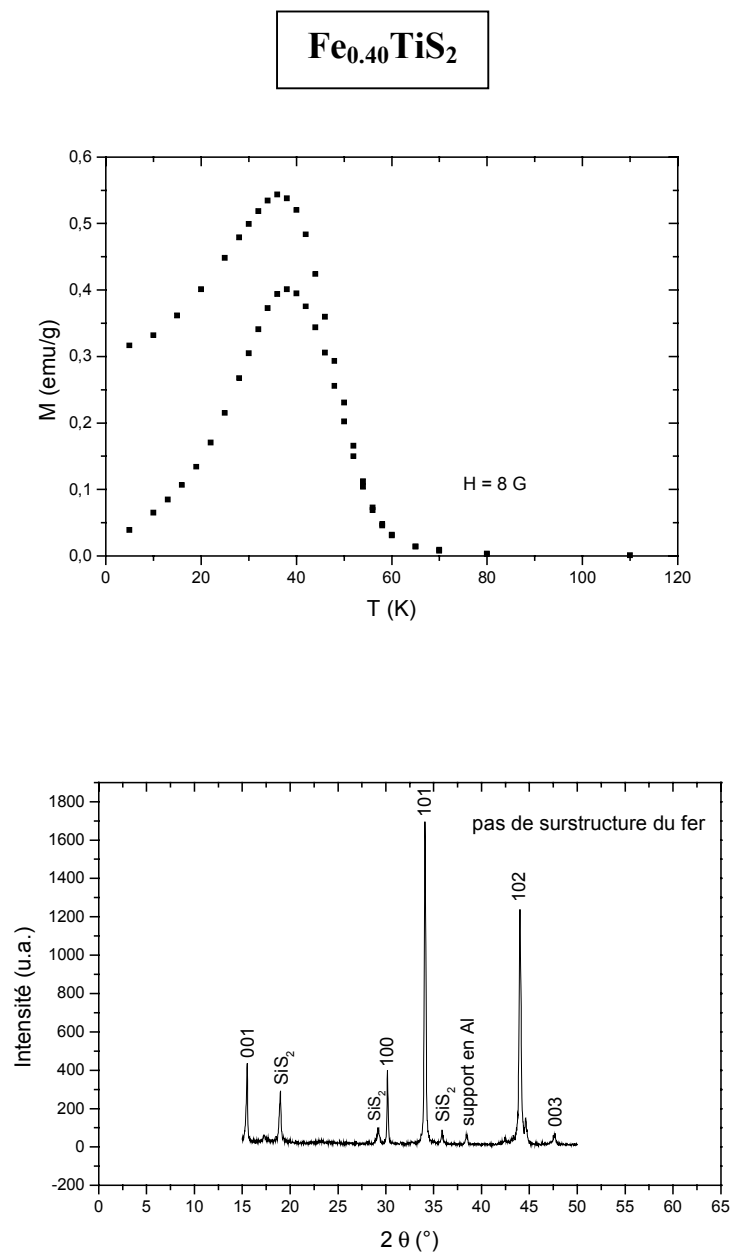 Fe₀.₄₀TiS₂
0,6
0,5
0,4
0,3
0,2
0,1
0,0
M (emu/g)
H = 8 G
0 20 40 60 80 100 120
T (K)
1800
1600
1400
1200
1000
800
600
400
200
0
-200
Intensité (u.a.)
pas de surstructure du fer
001
SiS₂
SiS₂
100
101
SiS₂
support en Al
102
003
0 5 10 15 20 25 30 35 40 45 50 55 60 65
2 θ (°)